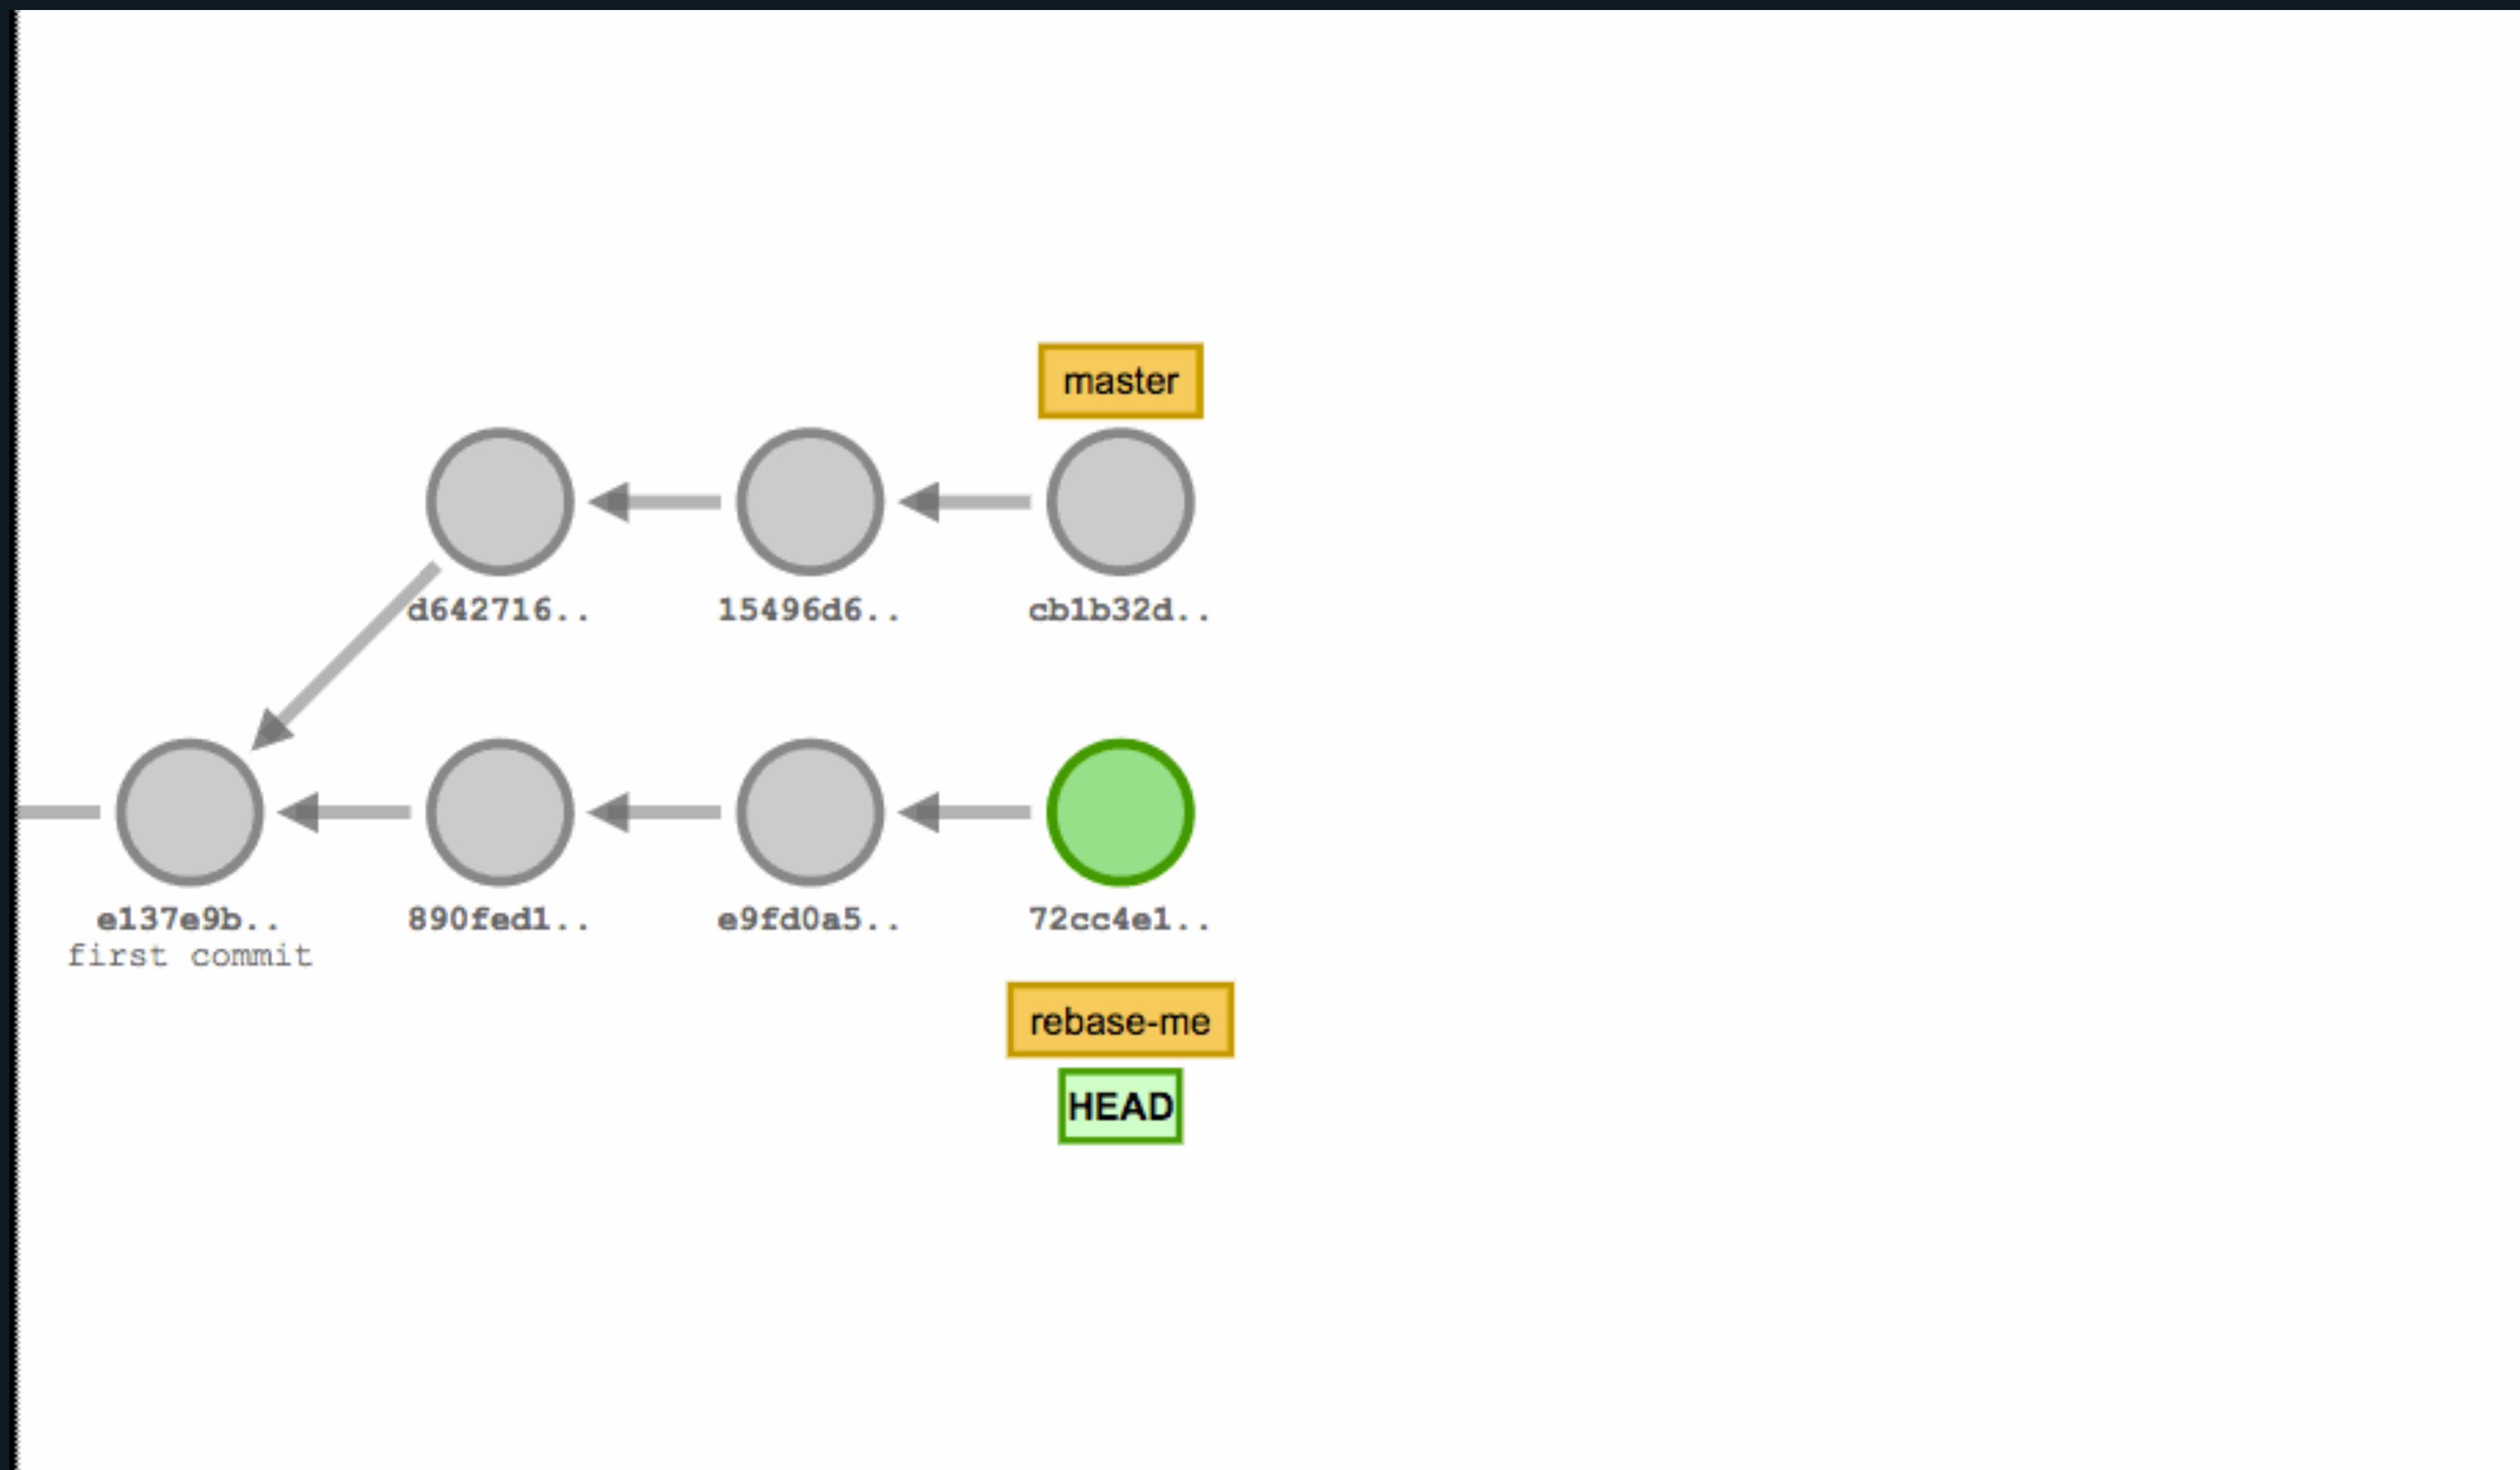 master
d642716..
15496d6..
cb1b32d..
e137e9b..
first commit
890fed1..
e9fd0a5..
72cc4e1..
rebase-me
HEAD